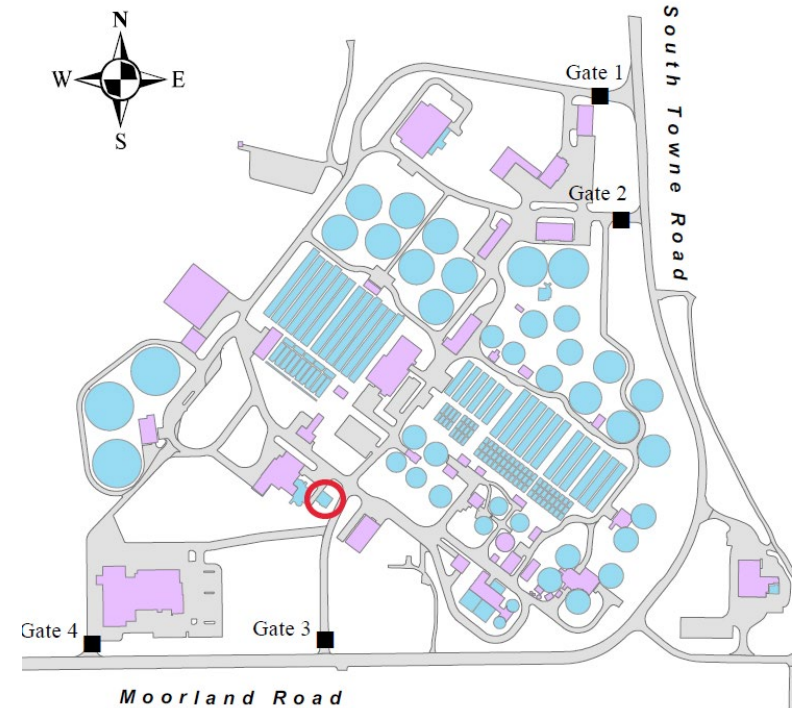 N
W E
S
Gate 1
South Towne Road
Gate 2
Gate 4
Gate 3
Moorland Road